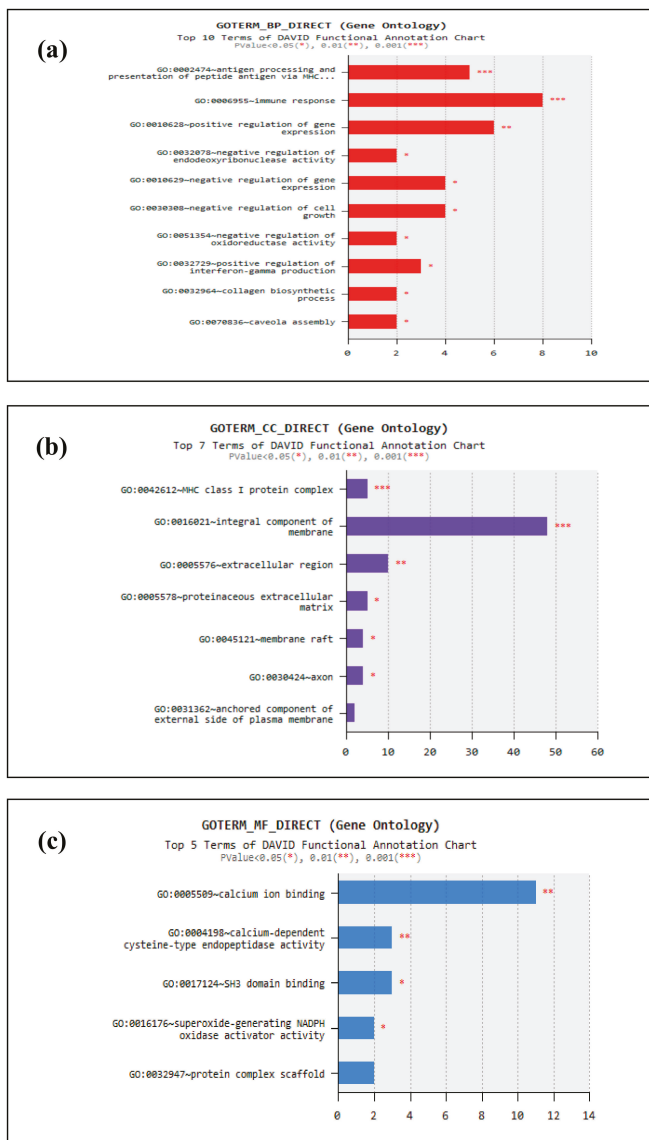 (a)
GOTERM_BP_DIRECT (Gene Ontology)
Top 10 Terms of DAVID Functional Annotation Chart
PValue<0.05(*), 0.01(**), 0.001(***)
GO:0002474~antigen processing and
presentation of peptide antigen via MHC...
***
GO:0006955~immune response
***
GO:0010628~positive regulation of gene
expression
**
GO:0032078~negative regulation of
endodeoxyribonuclease activity
*
GO:0010629~negative regulation of gene
expression
*
GO:0030308~negative regulation of cell
growth
*
GO:0051354~negative regulation of
oxidoreductase activity
*
GO:0032729~positive regulation of
interferon-gamma production
*
GO:0032964~collagen biosynthetic
process
*
GO:0070836~caveola assembly
*
0 2 4 6 8 10
(b)
GOTERM_CC_DIRECT (Gene Ontology)
Top 7 Terms of DAVID Functional Annotation Chart
PValue<0.05(*), 0.01(**), 0.001(***)
GO:0042612~MHC class I protein complex
***
GO:0016021~integral component of
membrane
***
GO:0005576~extracellular region
**
GO:0005578~proteinaceous extracellular
matrix
*
GO:0045121~membrane raft
*
GO:0030424~axon
*
GO:0031362~anchored component of
external side of plasma membrane
0 10 20 30 40 50 60
(c)
GOTERM_MF_DIRECT (Gene Ontology)
Top 5 Terms of DAVID Functional Annotation Chart
PValue<0.05(*), 0.01(**), 0.001(***)
GO:0005509~calcium ion binding
**
GO:0004198~calcium-dependent
cysteine-type endopeptidase activity
**
GO:0017124~SH3 domain binding
*
GO:0016176~superoxide-generating NADPH
oxidase activator activity
*
GO:0032947~protein complex scaffold
0 2 4 6 8 10 12 14